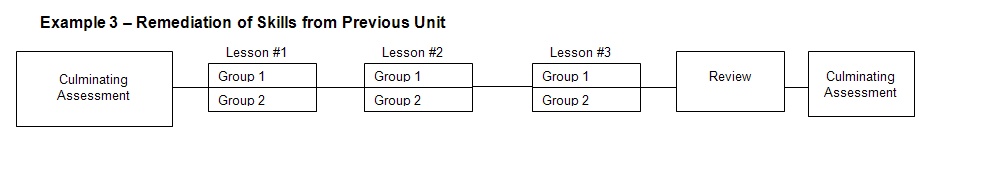 Example 3 – Remediation of Skills from Previous Unit
Lesson #1
Lesson #2
Lesson #3
Culminating
Assessment
Group 1
Group 2
Group 1
Group 2
Group 1
Group 2
Review
Culminating
Assessment